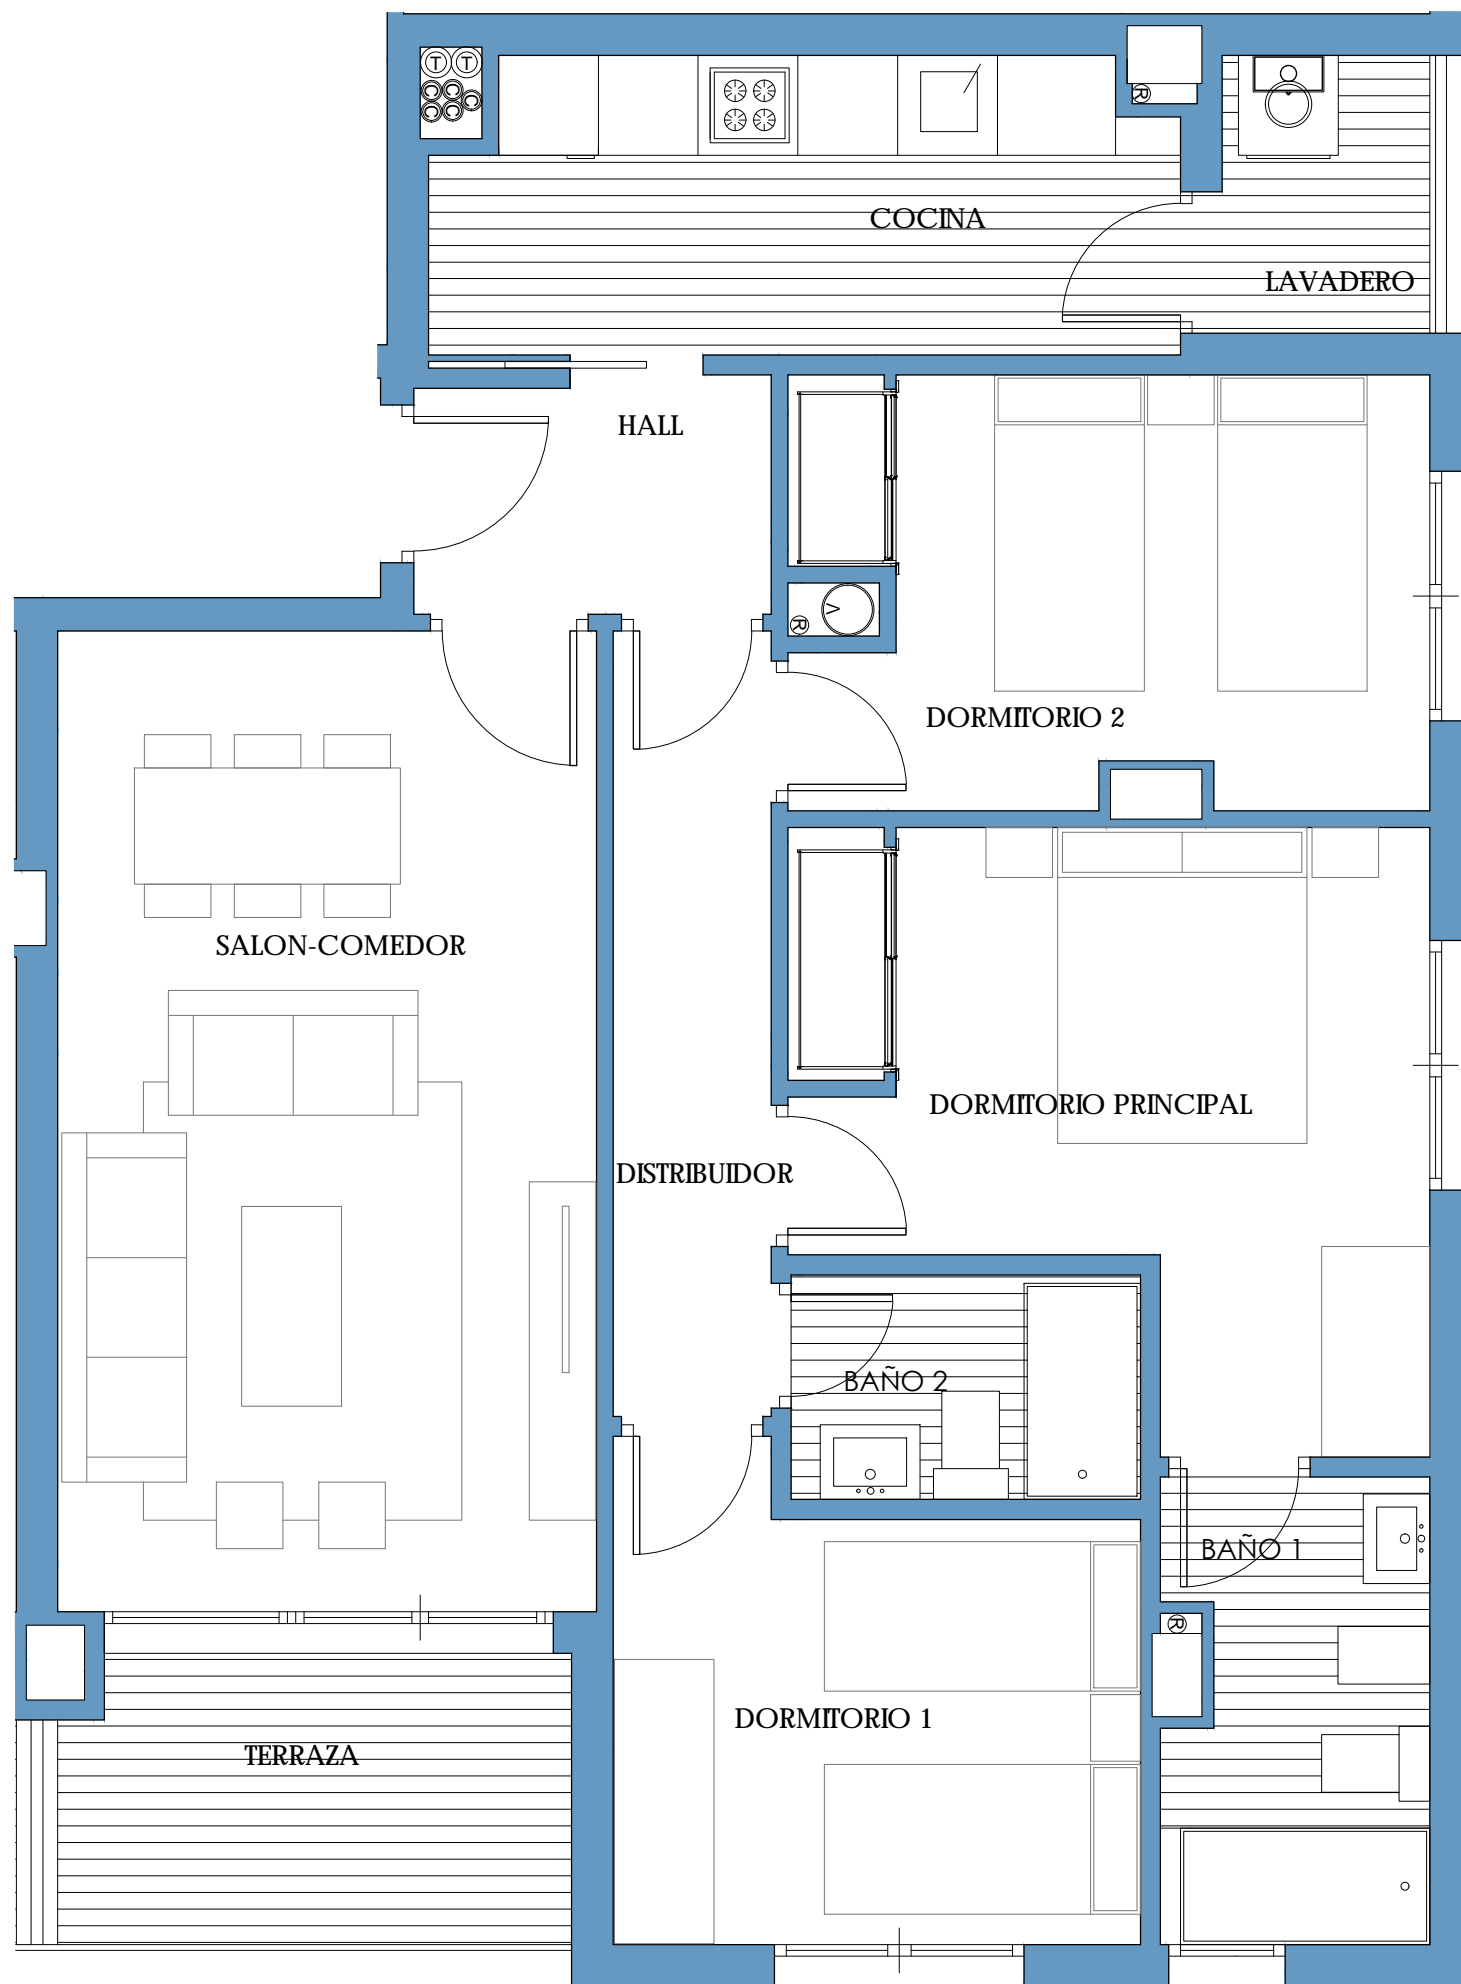 T T
C C
C C C
R
COCINA
LAVADERO
HALL
R V
DORMITORIO 2
SALON-COMEDOR
DORMITORIO PRINCIPAL
DISTRIBUIDOR
BAÑO 2
BAÑO 1
R
DORMITORIO 1
TERRAZA